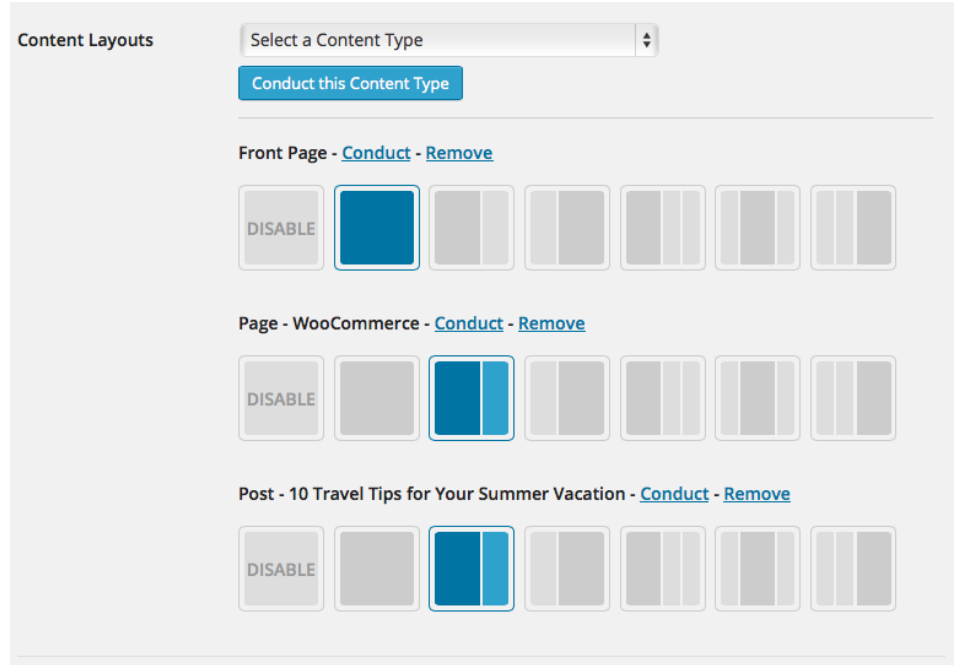 Content Layouts
Select a Content Type
Conduct this Content Type
Front Page - Conduct - Remove
DISABLE
Page - WooCommerce - Conduct - Remove
DISABLE
Post - 10 Travel Tips for Your Summer Vacation - Conduct - Remove
DISABLE